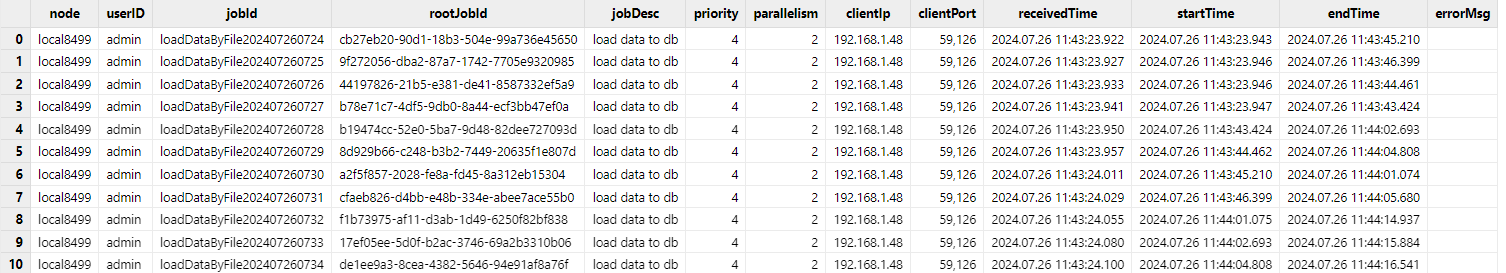 node userID jobId rootJobId jobDesc priority parallelism clientIp clientPort receivedTime startTime endTime errorMsg
0 local8499 admin loadDataByFile202407260724 cb27eb20-90d1-18b3-504e-99a736e45650 load data to db 4 2 192.168.1.48 59,126 2024.07.26 11:43:23.922 2024.07.26 11:43:23.943 2024.07.26 11:43:45.210
1 local8499 admin loadDataByFile202407260725 9f272056-dba2-87a7-1742-7705e9320985 load data to db 4 2 192.168.1.48 59,126 2024.07.26 11:43:23.927 2024.07.26 11:43:23.946 2024.07.26 11:43:46.399
2 local8499 admin loadDataByFile202407260726 44197826-21b5-e381-de41-8587332ef5a9 load data to db 4 2 192.168.1.48 59,126 2024.07.26 11:43:23.933 2024.07.26 11:43:23.946 2024.07.26 11:43:44.461
3 local8499 admin loadDataByFile202407260727 b78e71c7-4df5-9db0-8a44-ecf3bb47ef0a load data to db 4 2 192.168.1.48 59,126 2024.07.26 11:43:23.941 2024.07.26 11:43:23.947 2024.07.26 11:43:43.424
4 local8499 admin loadDataByFile202407260728 b19474cc-52e0-5ba7-9d48-82dee727093d load data to db 4 2 192.168.1.48 59,126 2024.07.26 11:43:23.950 2024.07.26 11:43:43.424 2024.07.26 11:44:02.693
5 local8499 admin loadDataByFile202407260729 8d929b66-c248-b3b2-7449-20635f1e807d load data to db 4 2 192.168.1.48 59,126 2024.07.26 11:43:23.957 2024.07.26 11:43:44.462 2024.07.26 11:44:04.808
6 local8499 admin loadDataByFile202407260730 a2f5f857-2028-fe8a-fd45-8a312eb15304 load data to db 4 2 192.168.1.48 59,126 2024.07.26 11:43:24.011 2024.07.26 11:43:45.210 2024.07.26 11:44:01.074
7 local8499 admin loadDataByFile202407260731 cfaeb826-d4bb-e48b-334e-abee7ace55b0 load data to db 4 2 192.168.1.48 59,126 2024.07.26 11:43:24.029 2024.07.26 11:43:46.399 2024.07.26 11:44:05.680
8 local8499 admin loadDataByFile202407260732 f1b73975-af11-d3ab-1d49-6250f82bf838 load data to db 4 2 192.168.1.48 59,126 2024.07.26 11:43:24.055 2024.07.26 11:44:01.075 2024.07.26 11:44:14.937
9 local8499 admin loadDataByFile202407260733 17ef05ee-5d0f-b2ac-3746-69a2b3310b06 load data to db 4 2 192.168.1.48 59,126 2024.07.26 11:43:24.080 2024.07.26 11:44:02.693 2024.07.26 11:44:15.884
10 local8499 admin loadDataByFile202407260734 de1ee9a3-8cea-4382-5646-94e91af8a76f load data to db 4 2 192.168.1.48 59,126 2024.07.26 11:43:24.100 2024.07.26 11:44:04.808 2024.07.26 11:44:16.541